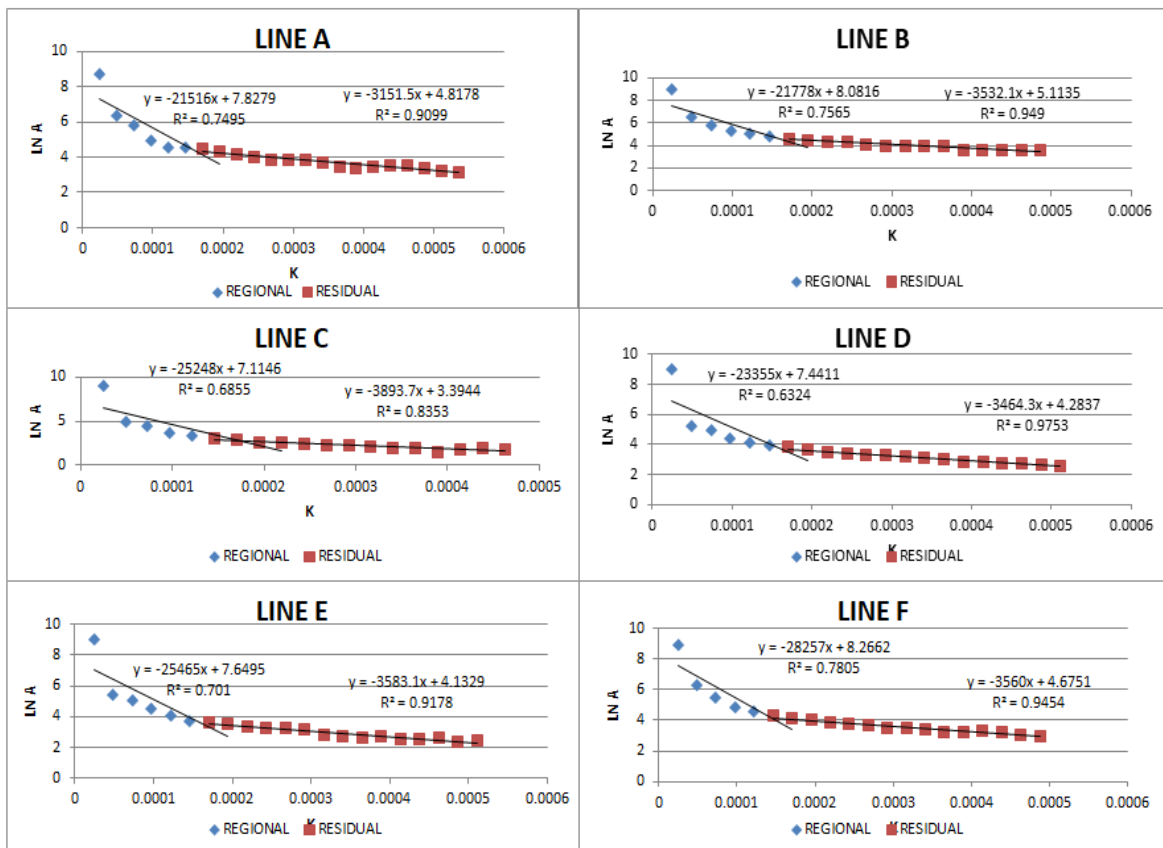 LINE A
10
8
6
4
2
0
LN A
y = -21516x + 7.8279
R² = 0.7495
y = -3151.5x + 4.8178
R² = 0.9099
0 0.0001 0.0002 0.0003 0.0004 0.0005 0.0006
K
REGIONAL RESIDUAL
LINE B
10
8
6
4
2
0
LN A
y = -21778x + 8.0816
R² = 0.7565
y = -3532.1x + 5.1135
R² = 0.949
0 0.0001 0.0002 0.0003 0.0004 0.0005 0.0006
K
REGIONAL RESIDUAL
LINE C
10
5
0
LN A
y = -25248x + 7.1146
R² = 0.6855
y = -3893.7x + 3.3944
R² = 0.8353
0 0.0001 0.0002 0.0003 0.0004 0.0005
K
REGIONAL RESIDUAL
LINE D
10
8
6
4
2
0
LN A
y = -23355x + 7.4411
R² = 0.6324
y = -3464.3x + 4.2837
R² = 0.9753
0 0.0001 0.0002 0.0003 0.0004 0.0005 0.0006
K
REGIONAL RESIDUAL
LINE E
10
8
6
4
2
0
LN A
y = -25465x + 7.6495
R² = 0.701
y = -3583.1x + 4.1329
R² = 0.9178
0 0.0001 0.0002 0.0003 0.0004 0.0005 0.0006
REGIONAL RESIDUAL
LINE F
10
8
6
4
2
0
LN A
y = -28257x + 8.2662
R² = 0.7805
y = -3560x + 4.6751
R² = 0.9454
0 0.0001 0.0002 0.0003 0.0004 0.0005 0.0006
REGIONAL RESIDUAL